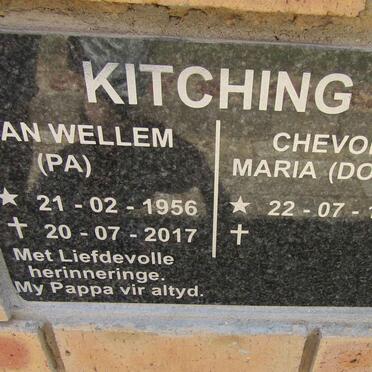 KITCHING
AN WELLEM
(PA)
21 - 02 - 1956
20 - 07 - 2017
Met Liefdevolle
herinneringe.
My Pappa vir altyd.
CHEVO
MARIA (DO
22 - 07 - 1